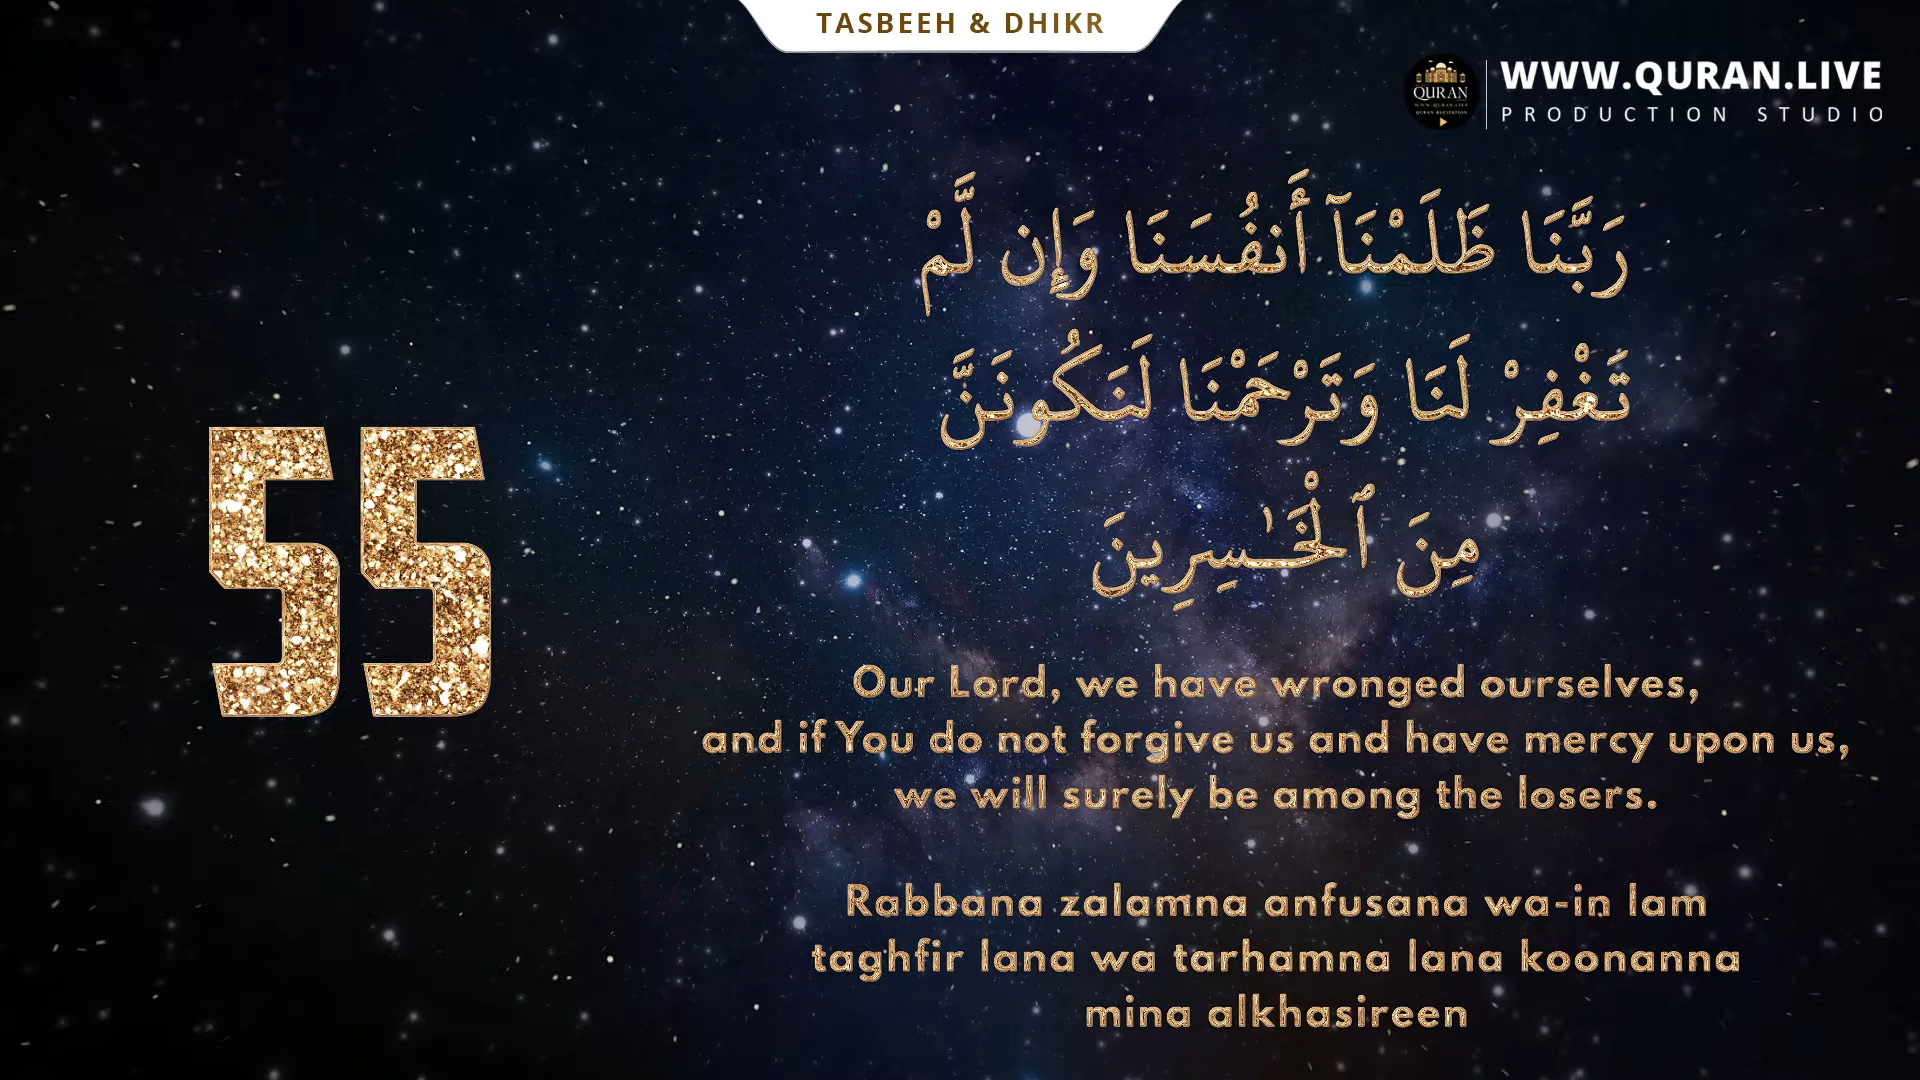 TASBEEH & DHIKR
QURAN
WWW.QURAN.LIVE
PRODUCTION STUDIO
55
رَبَّنَا ظَلَمْنَآ أَنفُسَنَا وَإِن لَّمْ
تَغْفِرْ لَنَا وَتَرْحَمْنَا لَنَكُونَنَّ
مِنَ ٱلْخَـٰسِرِينَ
Our Lord, we have wronged ourselves,
and if You do not forgive us and have mercy upon us,
we will surely be among the losers.
Rabbana zalamna anfusana wa-in lam
taghfir lana wa tarhamna lana koonanna
mina alkhasireen